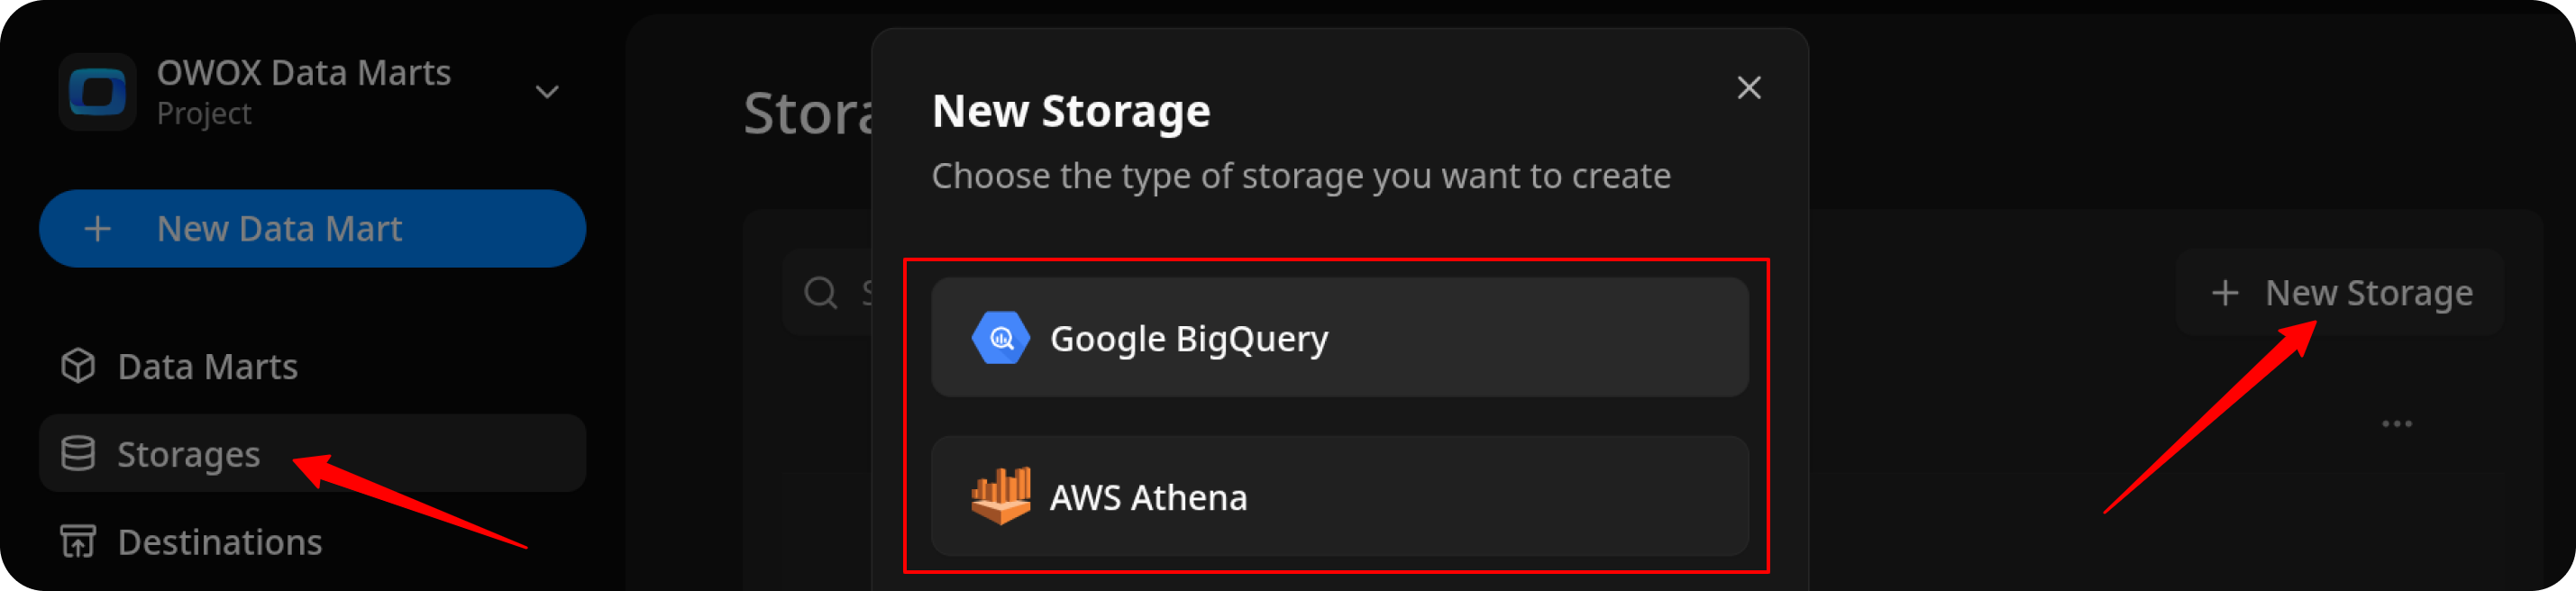 OWOX Data Marts
Project
New Data Mart
Data Marts
Storages
Destinations
New Storage
Choose the type of storage you want to create
Google BigQuery
AWS Athena
New Storage